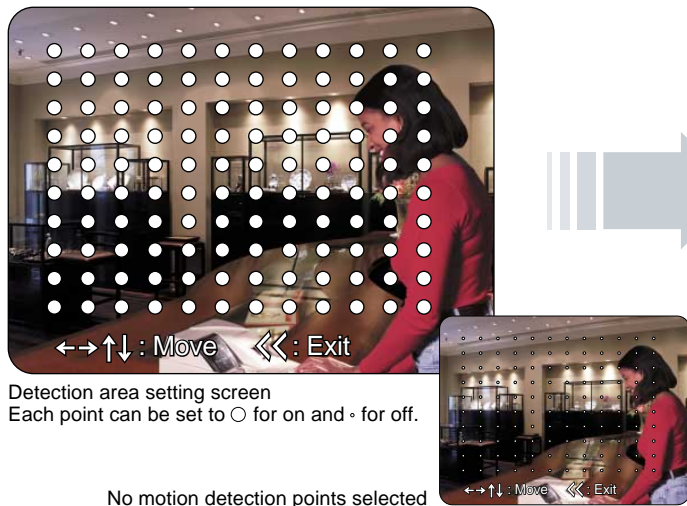 ←→↑↓ : Move ≪ : Exit
Detection area setting screen
Each point can be set to ○ for on and ∘ for off.
←→↑↓ : Move ≪ : Exit
No motion detection points selected